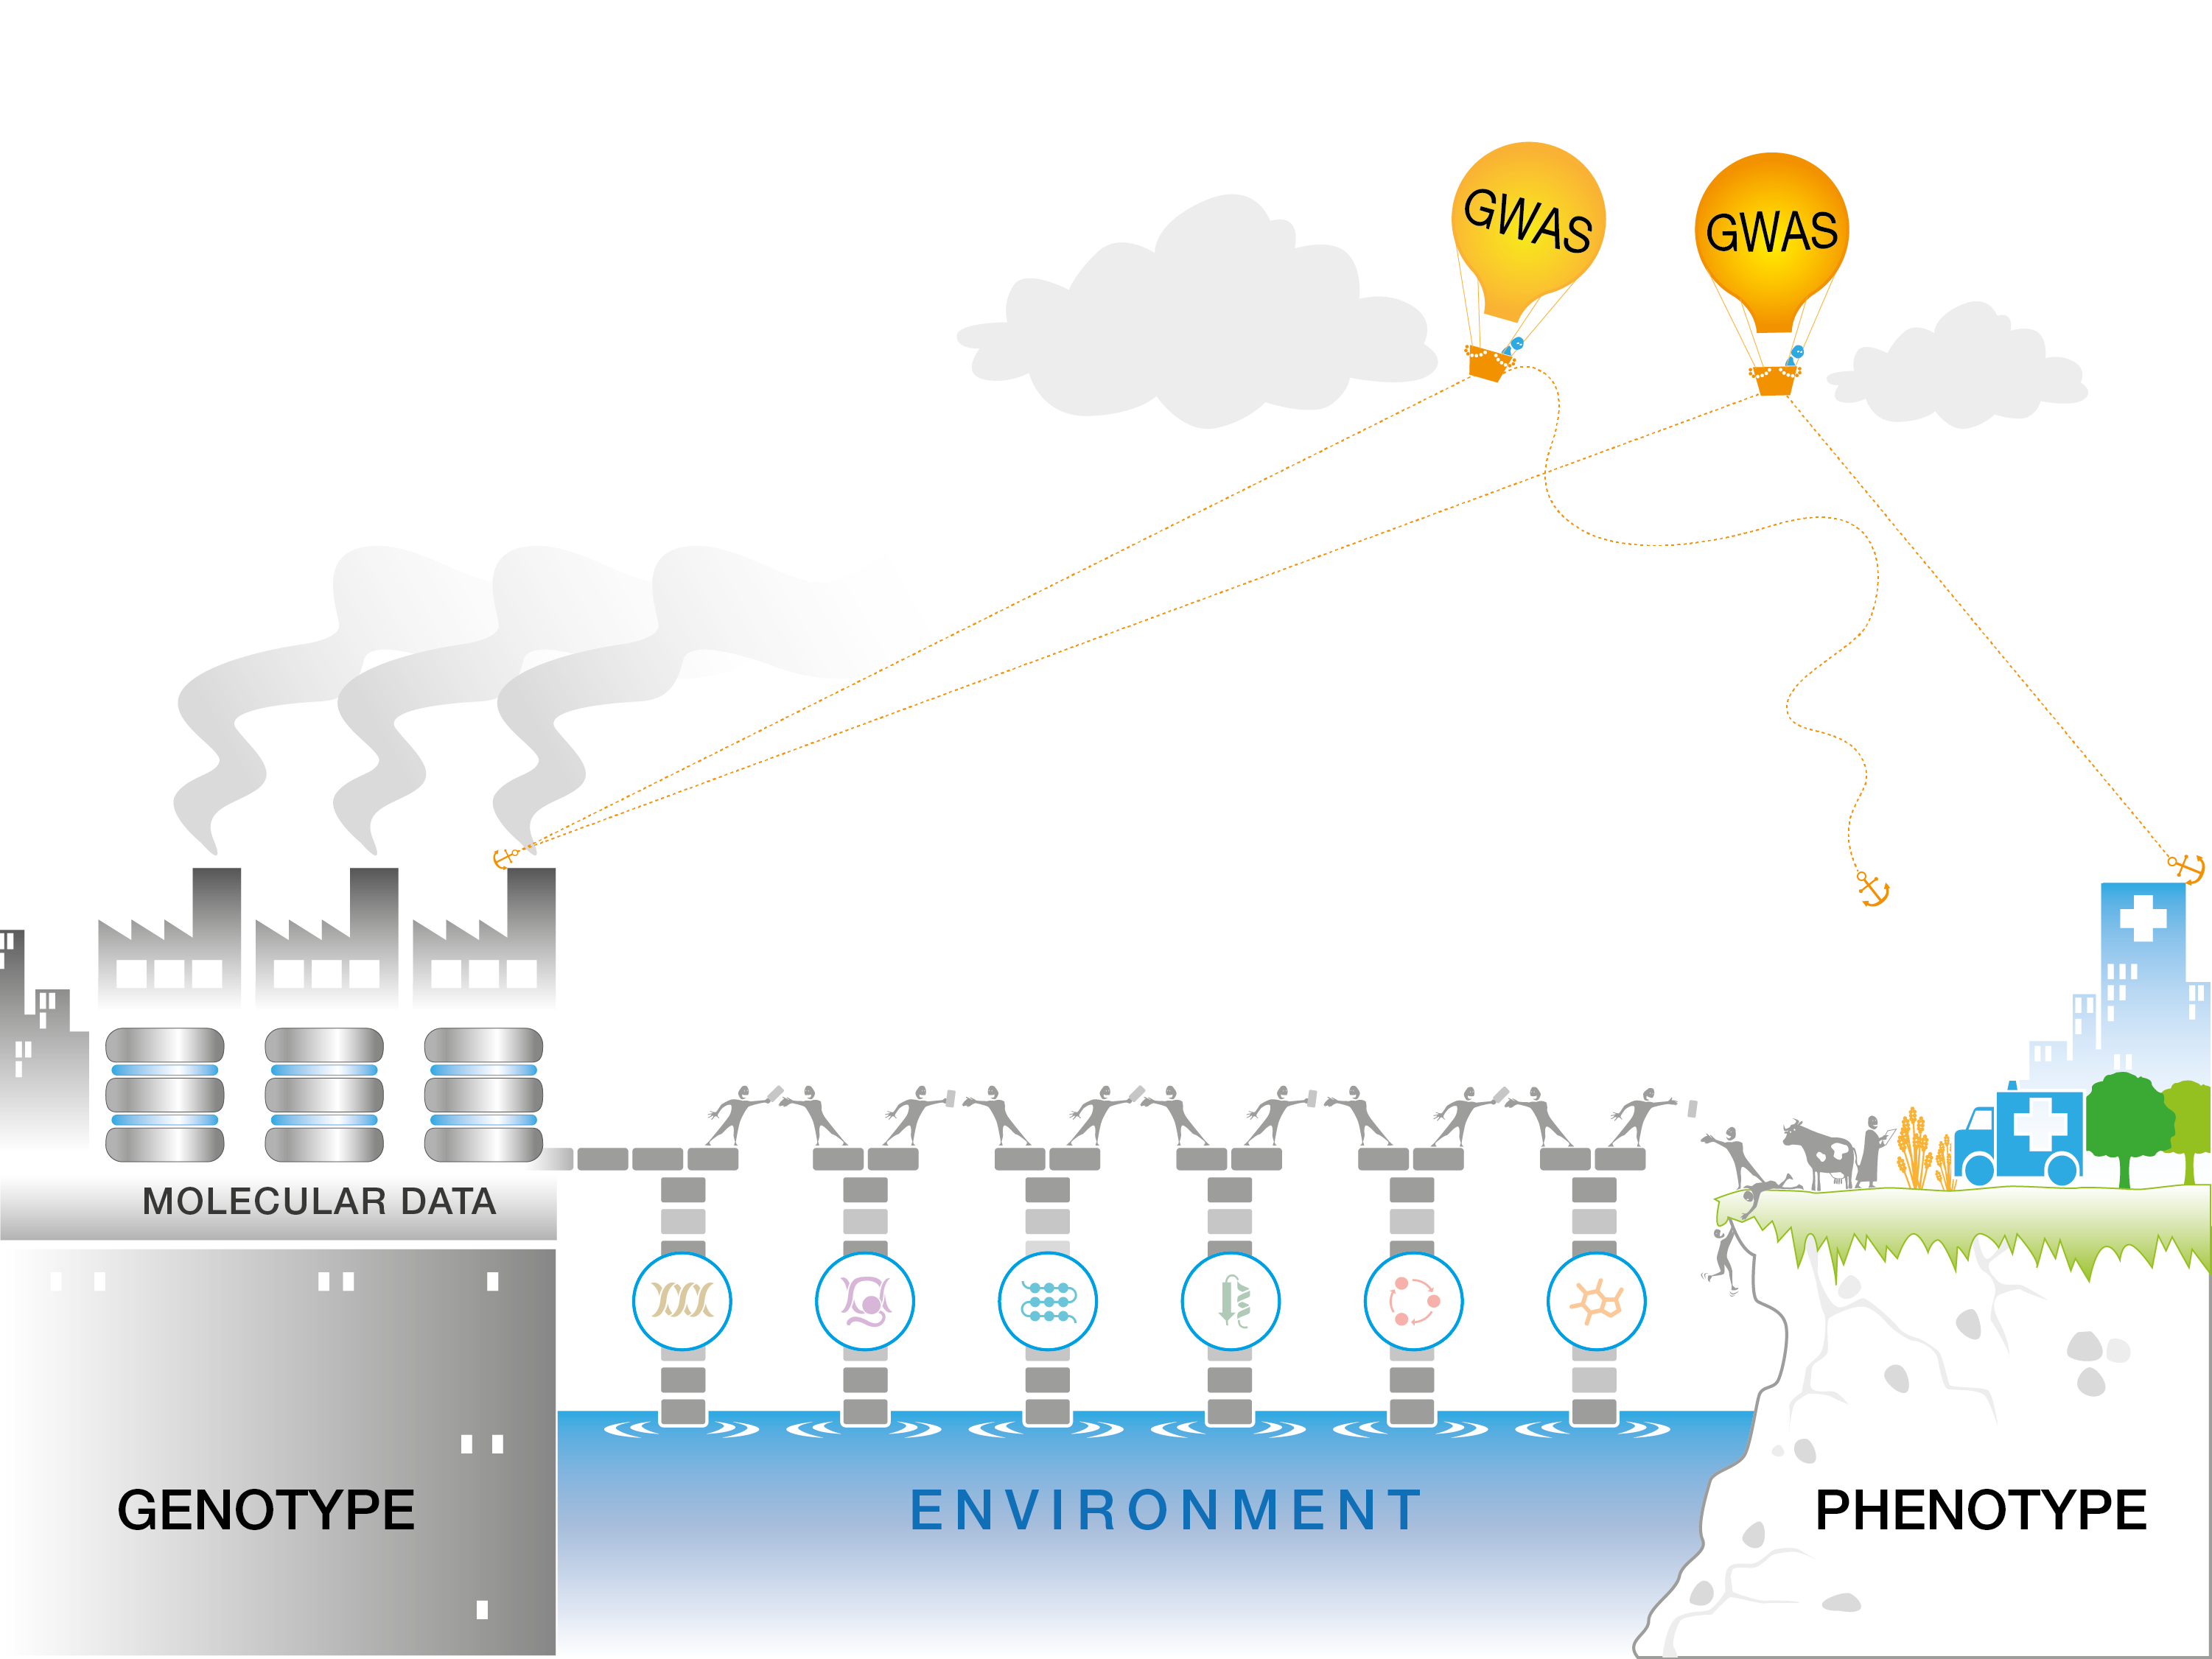 GWAS
GWAS
MOLECULAR DATA
GENOTYPE
ENVIRONMENT
PHENOTYPE